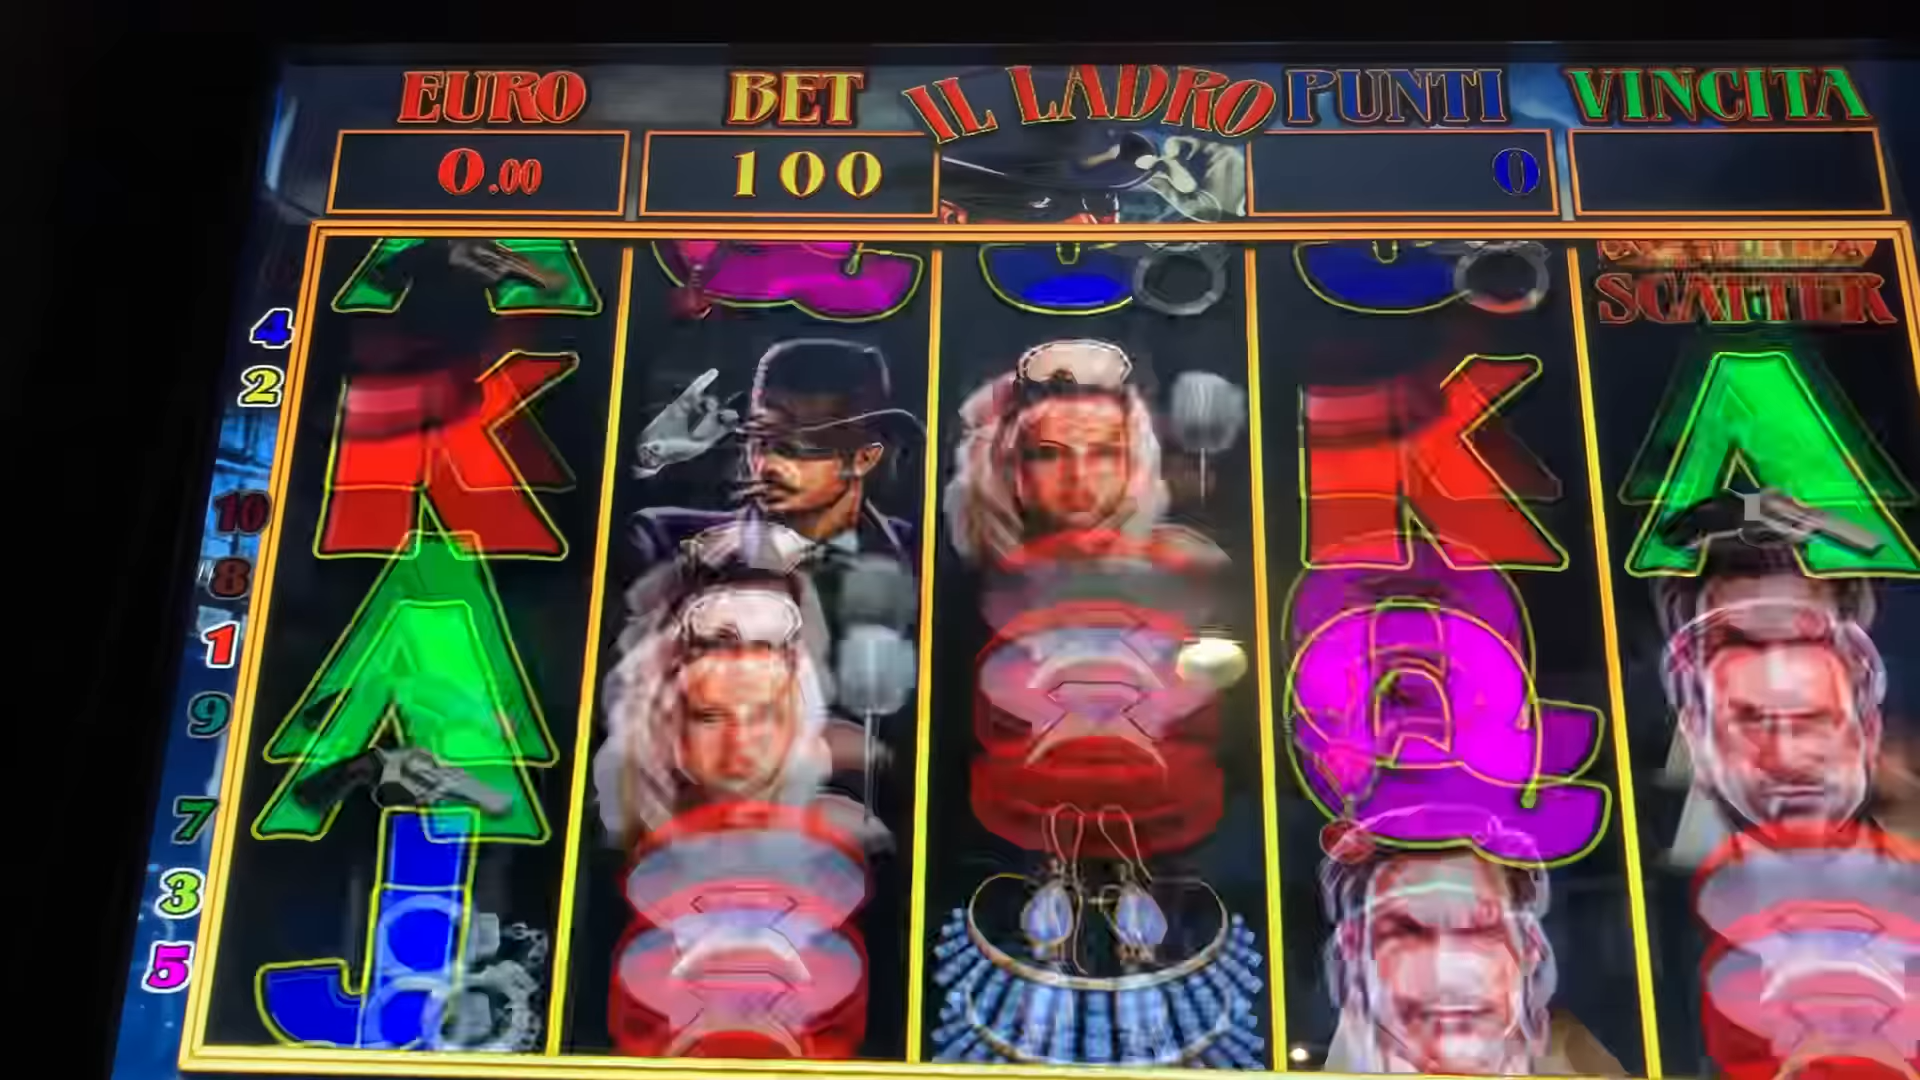 EURO BET IL LADRO PUNTI VINCITA
0.00 100 0
SCATTER
4
2
10
8
1
9
7
3
5
A Q J J
K K A
A Q
J